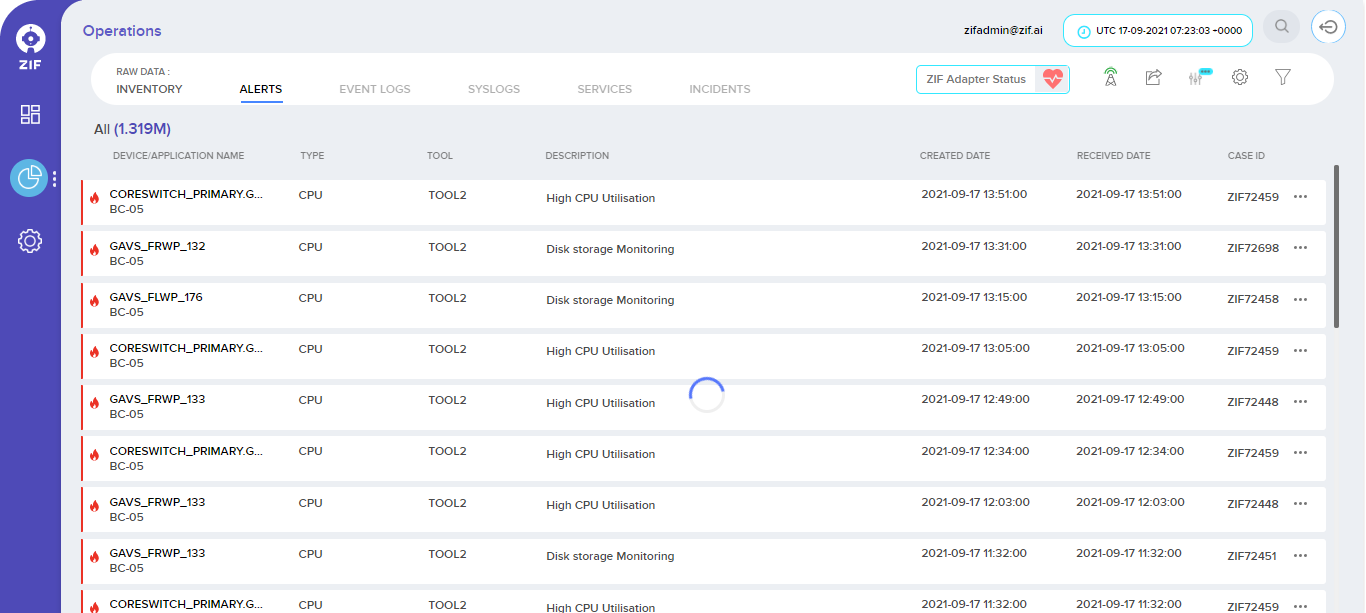 Operations
zifadmin@zif.ai
UTC 17-09-2021 07:23:03 +0000
ZIF
RAW DATA :
INVENTORY
ALERTS
EVENT LOGS
SYSLOGS
SERVICES
INCIDENTS
ZIF Adapter Status
All (1.319M)
DEVICE/APPLICATION NAME TYPE TOOL DESCRIPTION CREATED DATE RECEIVED DATE CASE ID
CORESWITCH_PRIMARY.G... CPU TOOL2 High CPU Utilisation 2021-09-17 13:51:00 2021-09-17 13:51:00 ZIF72459
BC-05
GAVS_FRWP_132 CPU TOOL2 Disk storage Monitoring 2021-09-17 13:31:00 2021-09-17 13:31:00 ZIF72698
BC-05
GAVS_FLWP_176 CPU TOOL2 Disk storage Monitoring 2021-09-17 13:15:00 2021-09-17 13:15:00 ZIF72458
BC-05
CORESWITCH_PRIMARY.G... CPU TOOL2 High CPU Utilisation 2021-09-17 13:05:00 2021-09-17 13:05:00 ZIF72459
BC-05
GAVS_FRWP_133 CPU TOOL2 High CPU Utilisation 2021-09-17 12:49:00 2021-09-17 12:49:00 ZIF72448
BC-05
CORESWITCH_PRIMARY.G... CPU TOOL2 High CPU Utilisation 2021-09-17 12:34:00 2021-09-17 12:34:00 ZIF72459
BC-05
GAVS_FRWP_133 CPU TOOL2 High CPU Utilisation 2021-09-17 12:03:00 2021-09-17 12:03:00 ZIF72448
BC-05
GAVS_FRWP_133 CPU TOOL2 Disk storage Monitoring 2021-09-17 11:32:00 2021-09-17 11:32:00 ZIF72451
BC-05
CORESWITCH_PRIMARY.G... CPU TOOL2 High CPU Utilisation 2021-09-17 11:32:00 2021-09-17 11:32:00 ZIF72459